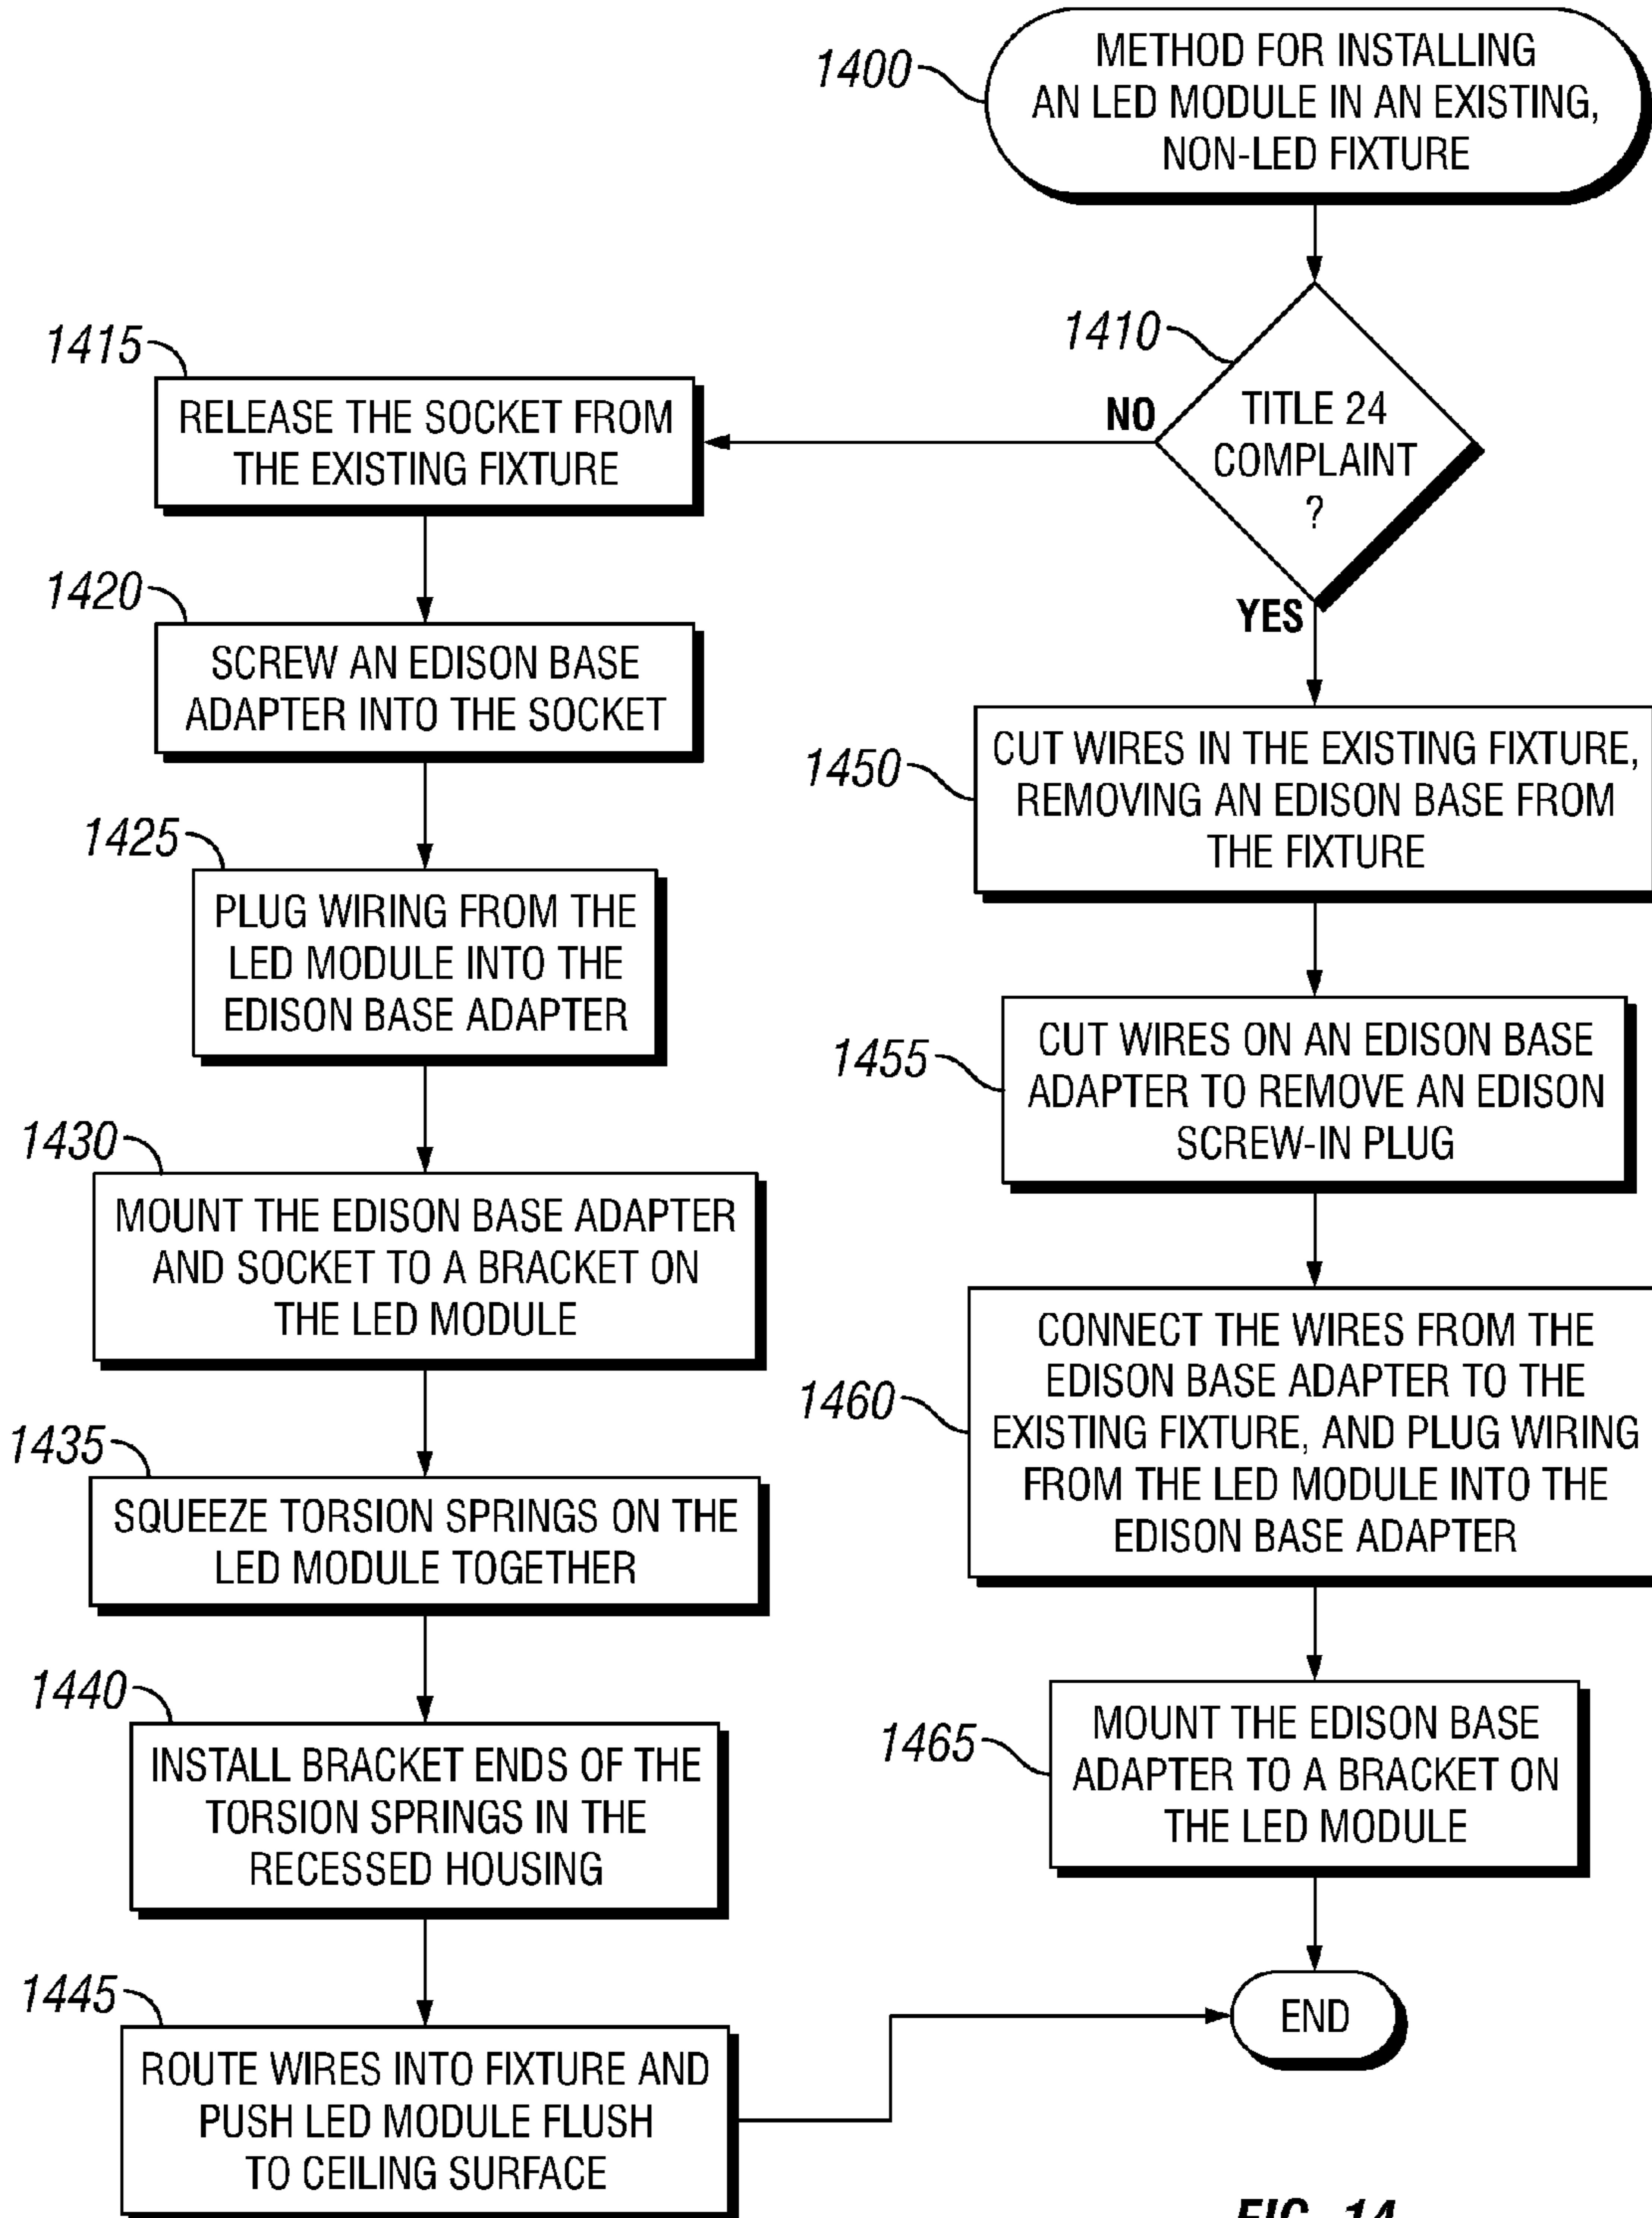 1400
METHOD FOR INSTALLING
AN LED MODULE IN AN EXISTING,
NON-LED FIXTURE
1410
TITLE 24
COMPLAINT
?
NO
YES
1415
RELEASE THE SOCKET FROM
THE EXISTING FIXTURE
1420
SCREW AN EDISON BASE
ADAPTER INTO THE SOCKET
1425
PLUG WIRING FROM THE
LED MODULE INTO THE
EDISON BASE ADAPTER
1430
MOUNT THE EDISON BASE ADAPTER
AND SOCKET TO A BRACKET ON
THE LED MODULE
1435
SQUEEZE TORSION SPRINGS ON THE
LED MODULE TOGETHER
1440
INSTALL BRACKET ENDS OF THE
TORSION SPRINGS IN THE
RECESSED HOUSING
1445
ROUTE WIRES INTO FIXTURE AND
PUSH LED MODULE FLUSH
TO CEILING SURFACE
1450
CUT WIRES IN THE EXISTING FIXTURE,
REMOVING AN EDISON BASE FROM
THE FIXTURE
1455
CUT WIRES ON AN EDISON BASE
ADAPTER TO REMOVE AN EDISON
SCREW-IN PLUG
1460
CONNECT THE WIRES FROM THE
EDISON BASE ADAPTER TO THE
EXISTING FIXTURE, AND PLUG WIRING
FROM THE LED MODULE INTO THE
EDISON BASE ADAPTER
1465
MOUNT THE EDISON BASE
ADAPTER TO A BRACKET ON
THE LED MODULE
END
FIG. 14